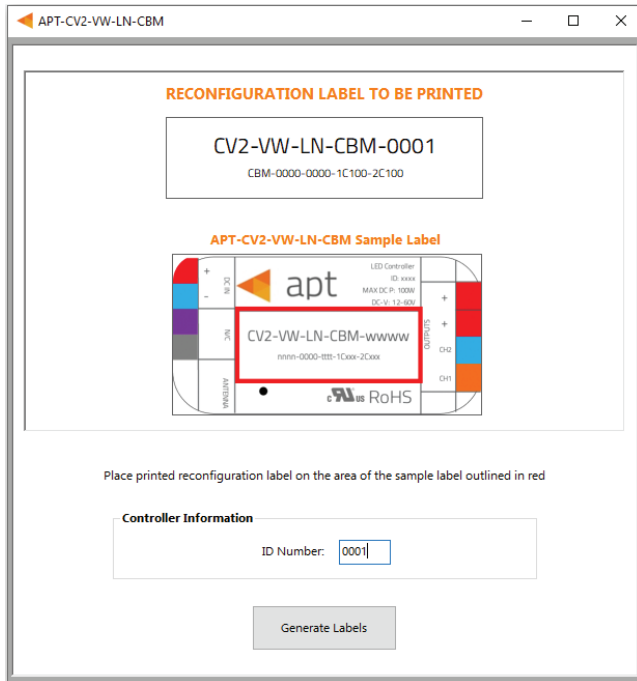 APT-CV2-VW-LN-CBM
RECONFIGURATION LABEL TO BE PRINTED
CV2-VW-LN-CBM-0001
CBM-0000-0000-1C100-2C100
APT-CV2-VW-LN-CBM Sample Label
+
-
DC IN
N/C
ANTENNA
apt
LED Controller
ID: xxxx
MAX DC P: 100W
DC-V: 12-60V
CV2-VW-LN-CBM-wwww
nnnn-0000-tttt-1Cxxx-2Cxxx
c RU us RoHS
OUTPUTS
+
+
CH2
CH1
Place printed reconfiguration label on the area of the sample label outlined in red
Controller Information
ID Number: 0001
Generate Labels